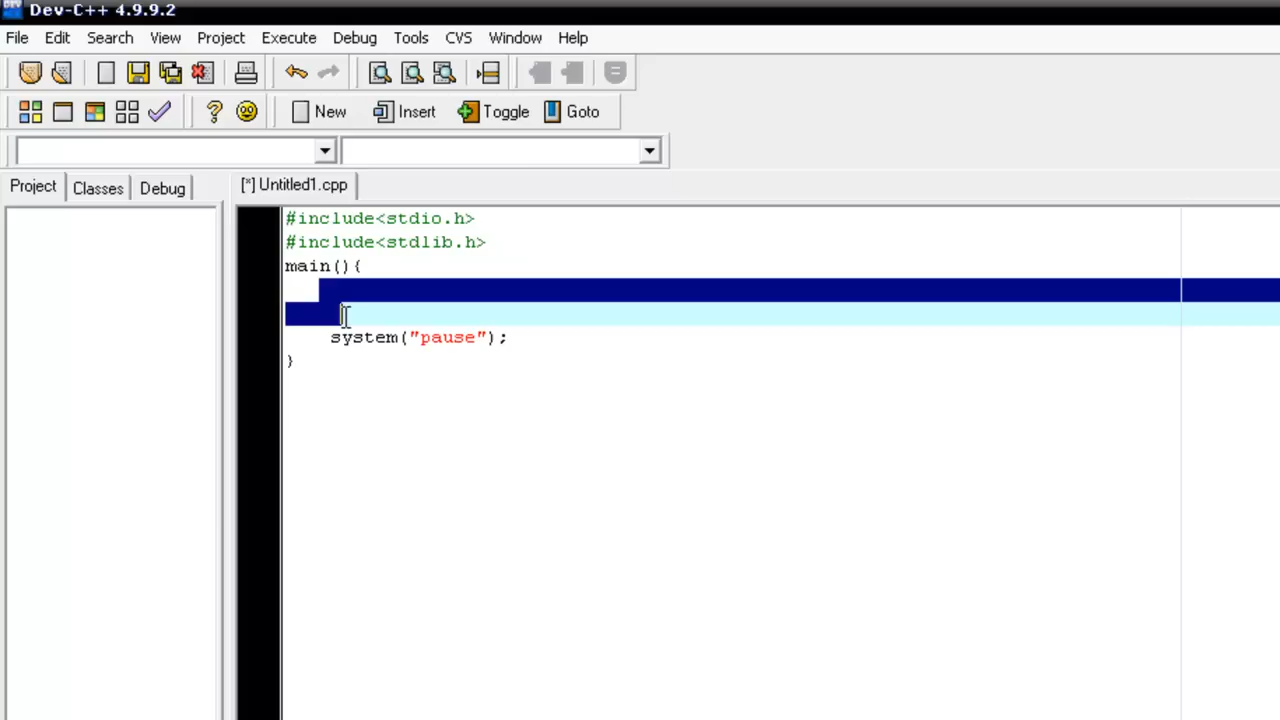 Dev-C++ 4.9.9.2
File Edit Search View Project Execute Debug Tools CVS Window Help
New Insert Toggle Goto
Project Classes Debug [*] Untitled1.cpp
#include<stdio.h>
#include<stdlib.h>
main(){
system("pause");
}